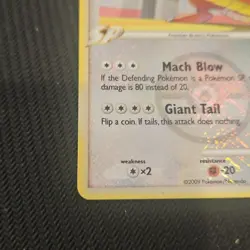 Mach Blow
If the Defending Pokémon is a Pokémon SP,
damage is 80 instead of 20.
Giant Tail
Flip a coin. If tails, this attack does nothing.
weakness
resistance
×2
-20
©2009 Pokémon/Nintendo